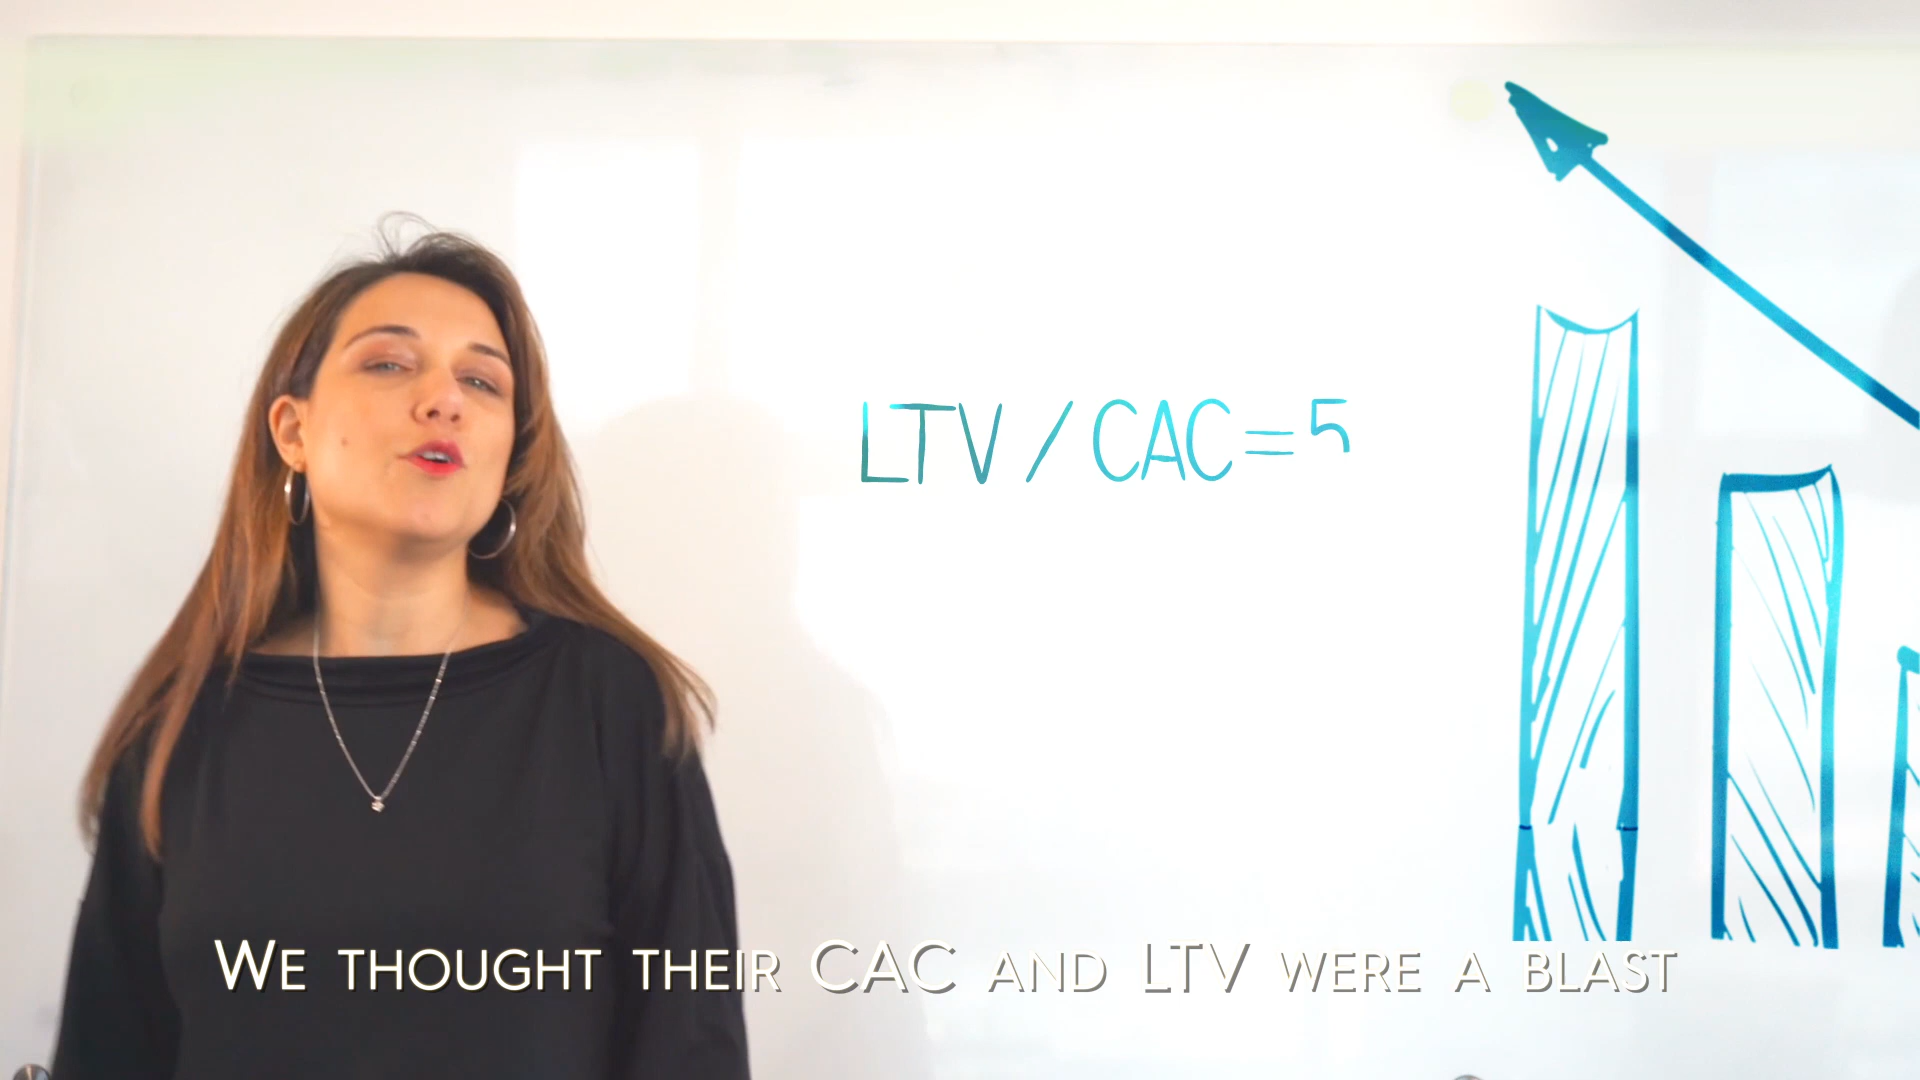 LTV / CAC = 5
We thought their CAC and LTV were a blast